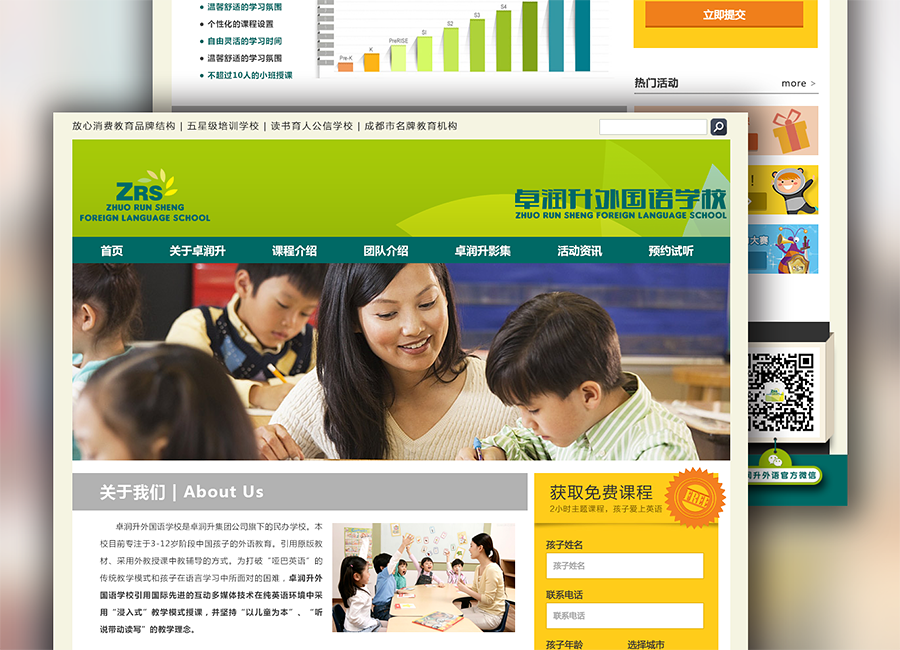 温馨舒适的学习氛围
个性化的课程设置
自由灵活的学习时间
温馨舒适的学习氛围
不超过10人的小班授课
Pre-K
K
PreRISE
S1
S2
S3
S4
立即提交
热门活动
more >
放心消费教育品牌结构 | 五星级培训学校 | 读书育人公信学校 | 成都市名牌教育机构
ZRS
ZHUO RUN SHENG
FOREIGN LANGUAGE SCHOOL
卓润升外国语学校
ZHUO RUN SHENG FOREIGN LANGUAGE SCHOOL
首页
关于卓润升
课程介绍
团队介绍
卓润升影集
活动资讯
预约试听
大赛
润升外语官方微信
关于我们 | About Us
卓润升外国语学校是卓润升集团公司旗下的民办学校。本
校目前专注于3-12岁阶段中国孩子的外语教育。引用原版教
材、采用外教授课中教辅导的方式。为打破“哑巴英语”的
传统教学模式和孩子在语言学习中所面对的困难，卓润升外
国语学校引用国际先进的互动多媒体技术在纯英语环境中采
用“浸入式”教学模式授课，并坚持“以儿童为本”、“听
说带动读写”的教学理念。
获取免费课程
2小时主题课程，孩子爱上英语
FREE
孩子姓名
孩子姓名
联系电话
联系电话
孩子年龄
选择城市